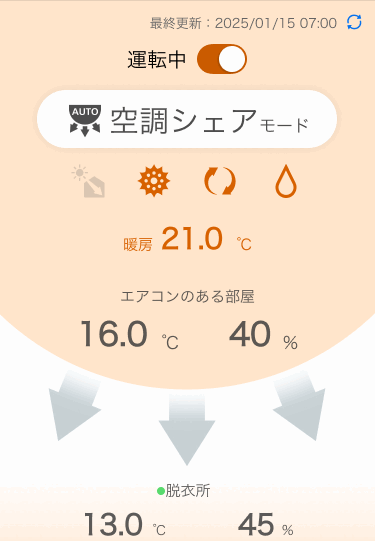 最終更新：2025/01/15 07:00
運転中
AUTO 空調シェアモード
暖房 21.0 ℃
エアコンのある部屋
16.0 ℃ 40 %
脱衣所
13.0 ℃ 45 %